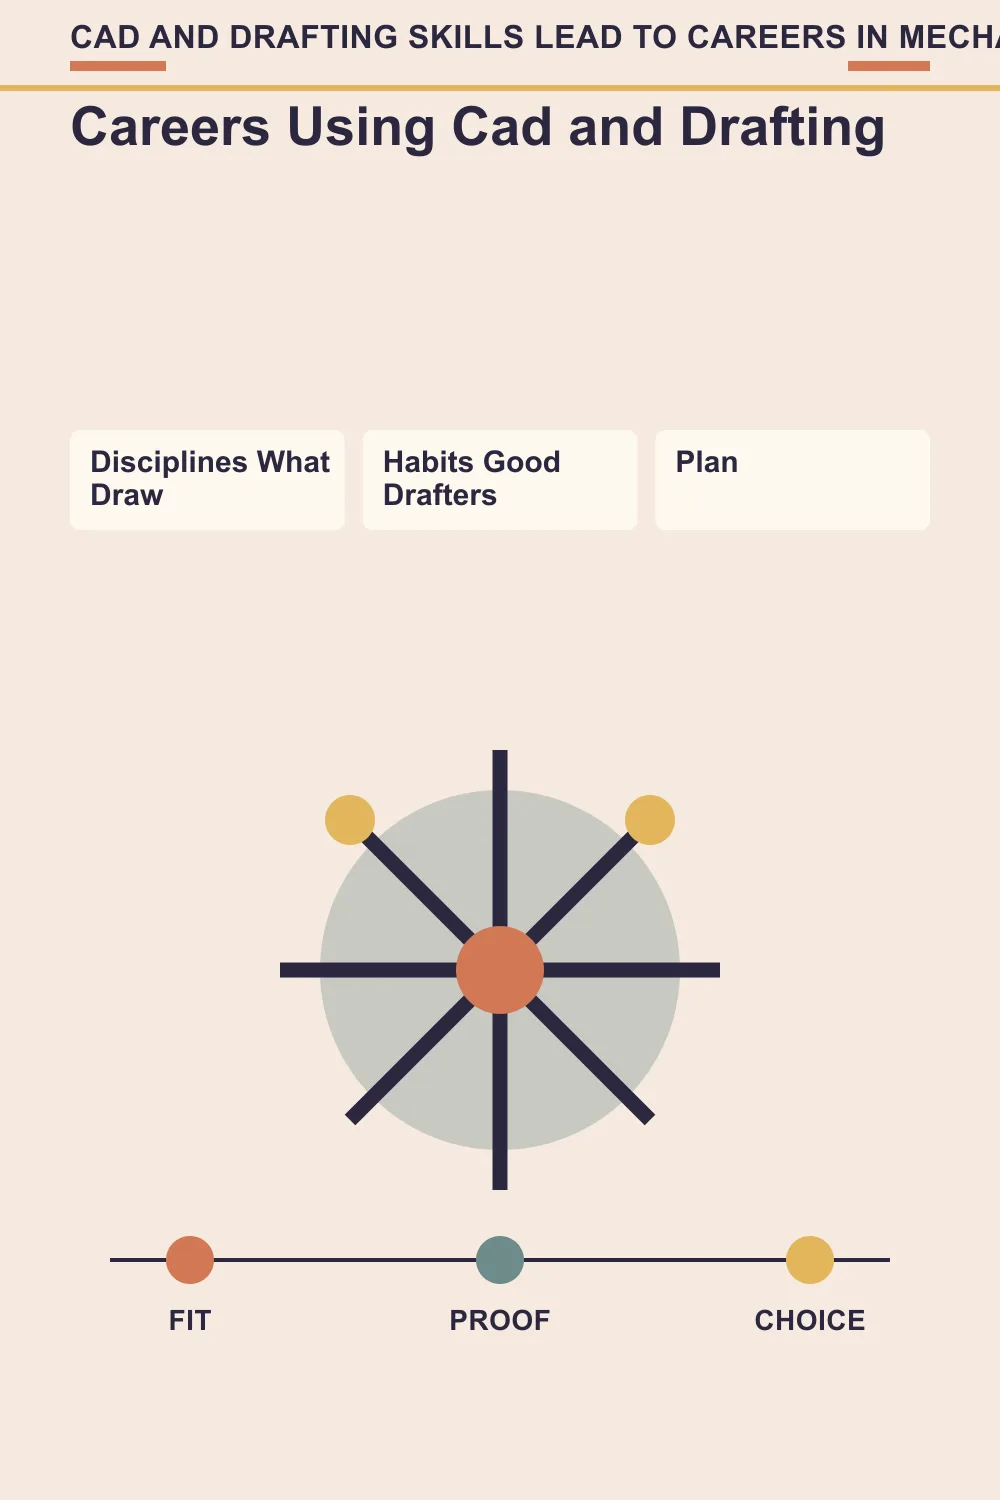 CAD AND DRAFTING SKILLS LEAD TO CAREERS IN MECHA
Careers Using Cad and Drafting
Disciplines What
Draw
Habits Good
Drafters
Plan
FIT
PROOF
CHOICE